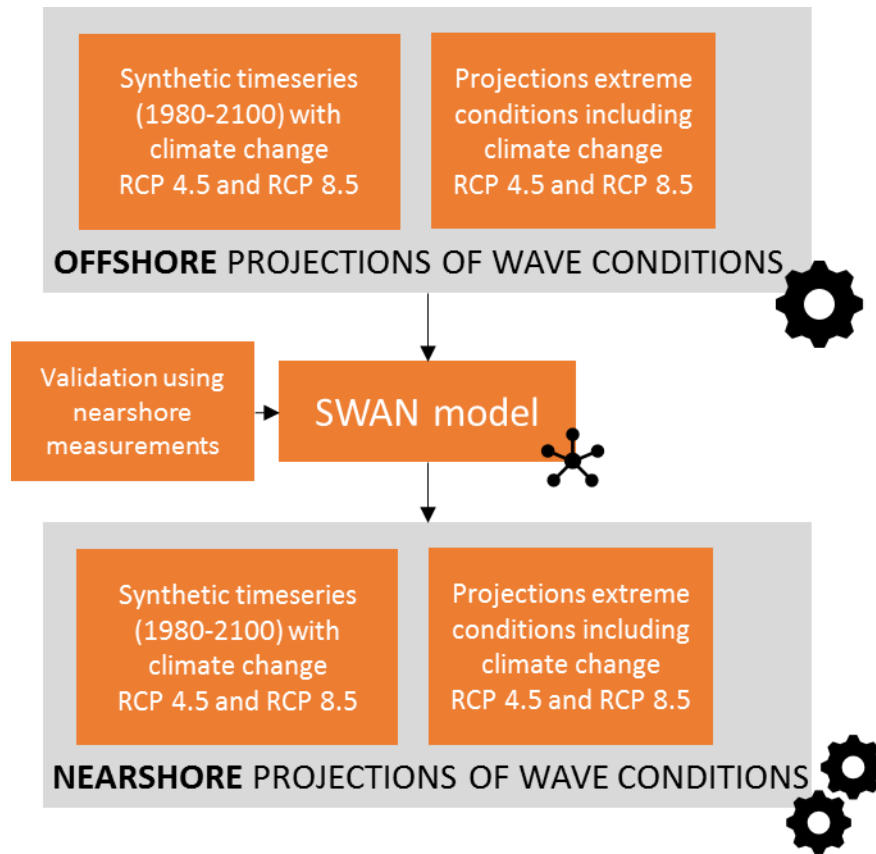 Synthetic timeseries
(1980-2100) with
climate change
RCP 4.5 and RCP 8.5
Projections extreme
conditions including
climate change
RCP 4.5 and RCP 8.5
OFFSHORE PROJECTIONS OF WAVE CONDITIONS
Validation using
nearshore
measurements
SWAN model
Synthetic timeseries
(1980-2100) with
climate change
RCP 4.5 and RCP 8.5
Projections extreme
conditions including
climate change
RCP 4.5 and RCP 8.5
NEARSHORE PROJECTIONS OF WAVE CONDITIONS